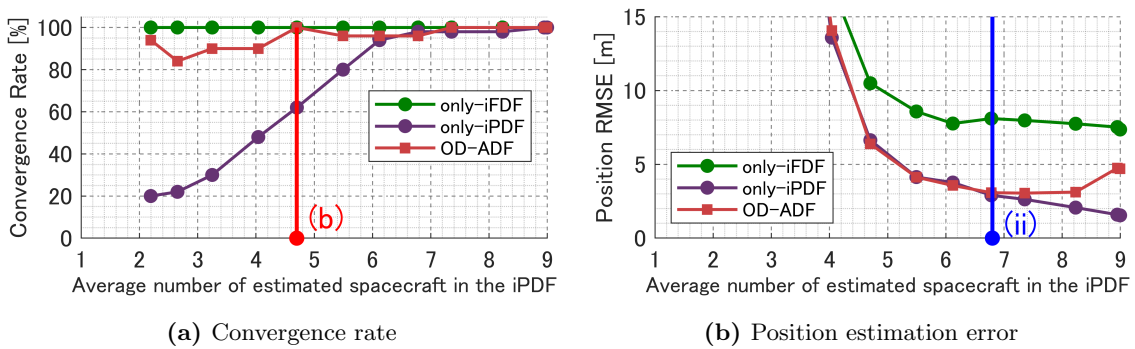 Convergence Rate [%]
100
80
60
40
20
0
only-iFDF
only-iPDF
OD-ADF
(b)
1 2 3 4 5 6 7 8 9
Average number of estimated spacecraft in the iPDF
(a) Convergence rate
Position RMSE [m]
15
10
5
0
only-iFDF
only-iPDF
OD-ADF
(ii)
1 2 3 4 5 6 7 8 9
Average number of estimated spacecraft in the iPDF
(b) Position estimation error